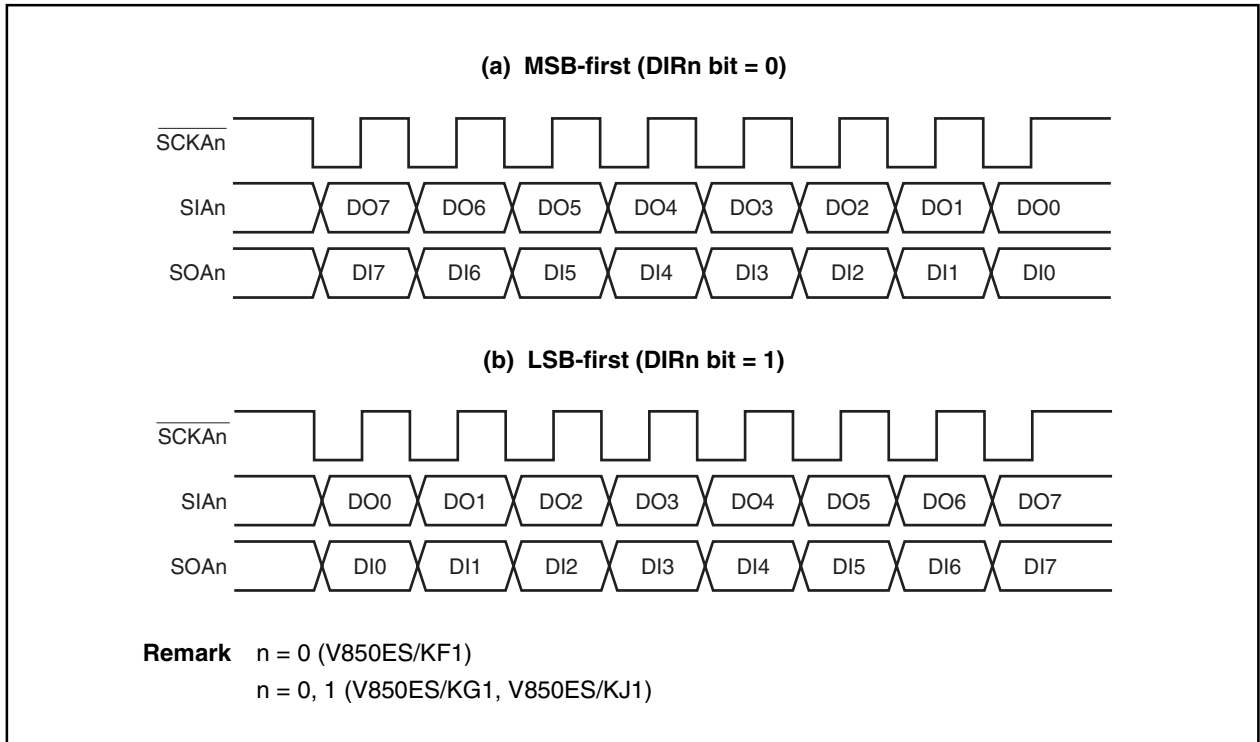 (a) MSB-first (DIRn bit = 0)
SCKAn
SIAn DO7 DO6 DO5 DO4 DO3 DO2 DO1 DO0
SOAn DI7 DI6 DI5 DI4 DI3 DI2 DI1 DI0
(b) LSB-first (DIRn bit = 1)
SCKAn
SIAn DO0 DO1 DO2 DO3 DO4 DO5 DO6 DO7
SOAn DI0 DI1 DI2 DI3 DI4 DI5 DI6 DI7
Remark n = 0 (V850ES/KF1)
n = 0, 1 (V850ES/KG1, V850ES/KJ1)